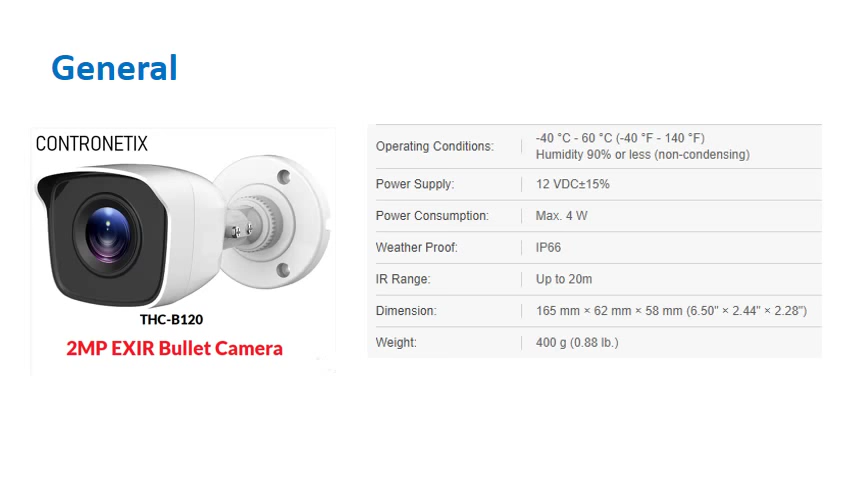 General
CONTRONETIX
THC-B120
2MP EXIR Bullet Camera
Operating Conditions: -40 °C - 60 °C (-40 °F - 140 °F)
Humidity 90% or less (non-condensing)
Power Supply: 12 VDC±15%
Power Consumption: Max. 4 W
Weather Proof: IP66
IR Range: Up to 20m
Dimension: 165 mm × 62 mm × 58 mm (6.50" × 2.44" × 2.28")
Weight: 400 g (0.88 lb.)